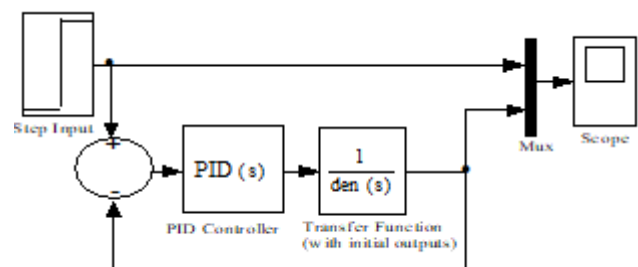 Step Input
+
-
PID (s)
PID Controller
1
den (s)
Transfer Function
(with initial outputs)
Mux
Scope